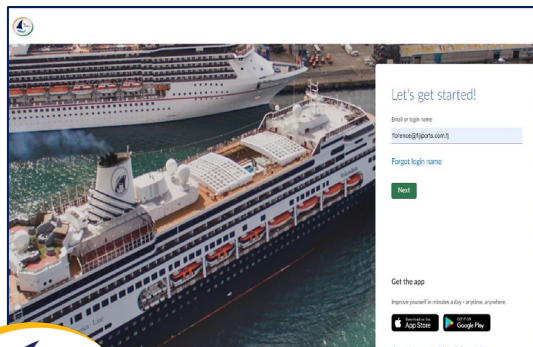 Let's get started!
Email or login name
florence@fijiports.com.fj
Forgot login name
Next
Get the app
Improve yourself in minutes a day - anytime, anywhere.
Download on the
App Store
GET IT ON
Google Play